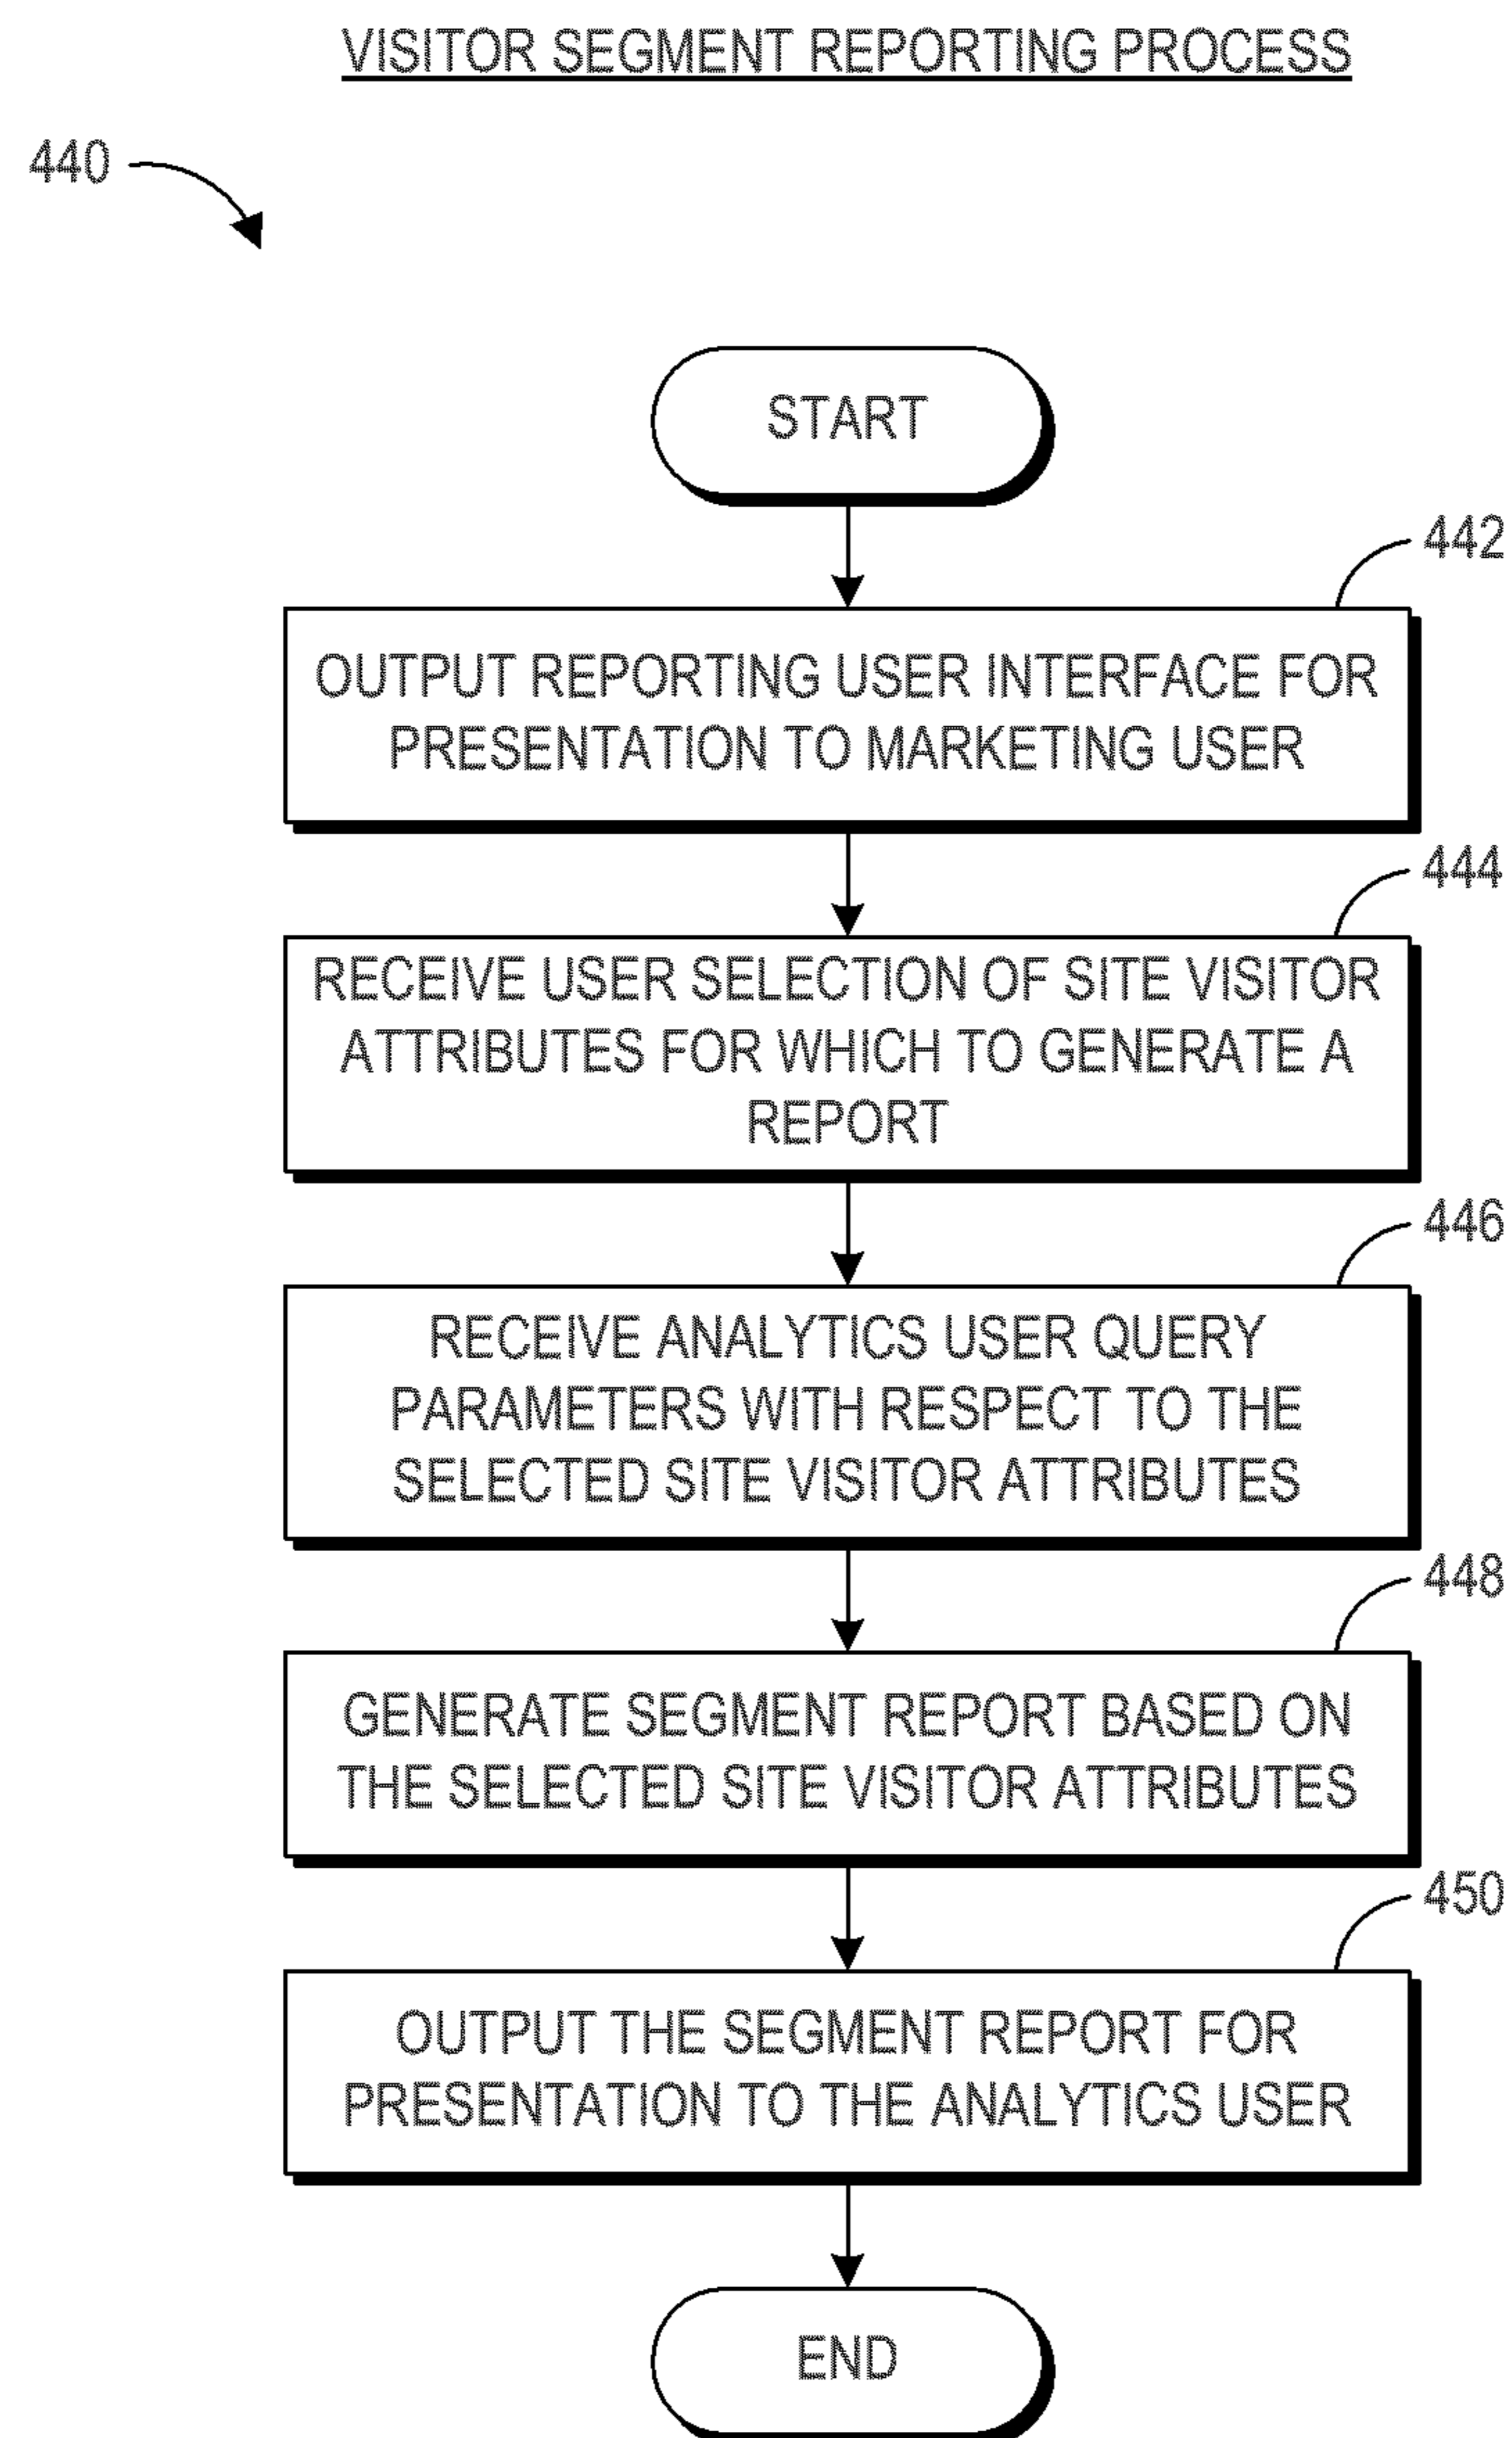 VISITOR SEGMENT REPORTING PROCESS
440
START
442
OUTPUT REPORTING USER INTERFACE FOR
PRESENTATION TO MARKETING USER
444
RECEIVE USER SELECTION OF SITE VISITOR
ATTRIBUTES FOR WHICH TO GENERATE A
REPORT
446
RECEIVE ANALYTICS USER QUERY
PARAMETERS WITH RESPECT TO THE
SELECTED SITE VISITOR ATTRIBUTES
448
GENERATE SEGMENT REPORT BASED ON
THE SELECTED SITE VISITOR ATTRIBUTES
450
OUTPUT THE SEGMENT REPORT FOR
PRESENTATION TO THE ANALYTICS USER
END